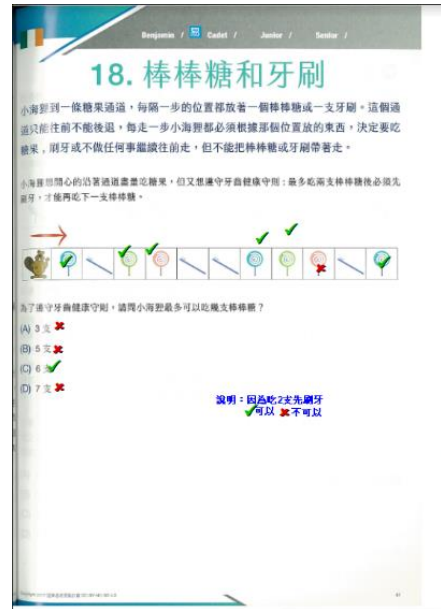 Benjamin / Cadet / Junior / Senior /
18. 棒棒糖和牙刷
小海狸到一條糖果通道，每隔一步的位置都放著一個棒棒糖或一支牙刷。這個通
道只能往前不能後退，每走一步小海狸都必須根據那個位置放的東西，決定要吃
糖果，刷牙或不做任何事繼續往前走，但不能把棒棒糖或牙刷帶著走。
小海狸想開心的沿著通道盡量吃糖果，但又想遵守牙齒健康守則：最多吃兩支棒棒糖後必須先
刷牙，才能再吃下一支棒棒糖。
為了遵守牙齒健康守則，請問小海狸最多可以吃幾支棒棒糖？
(A) 3 支
(B) 5 支
(C) 6 支
(D) 7 支
說明：因為吃2支先刷牙
可以 不可以